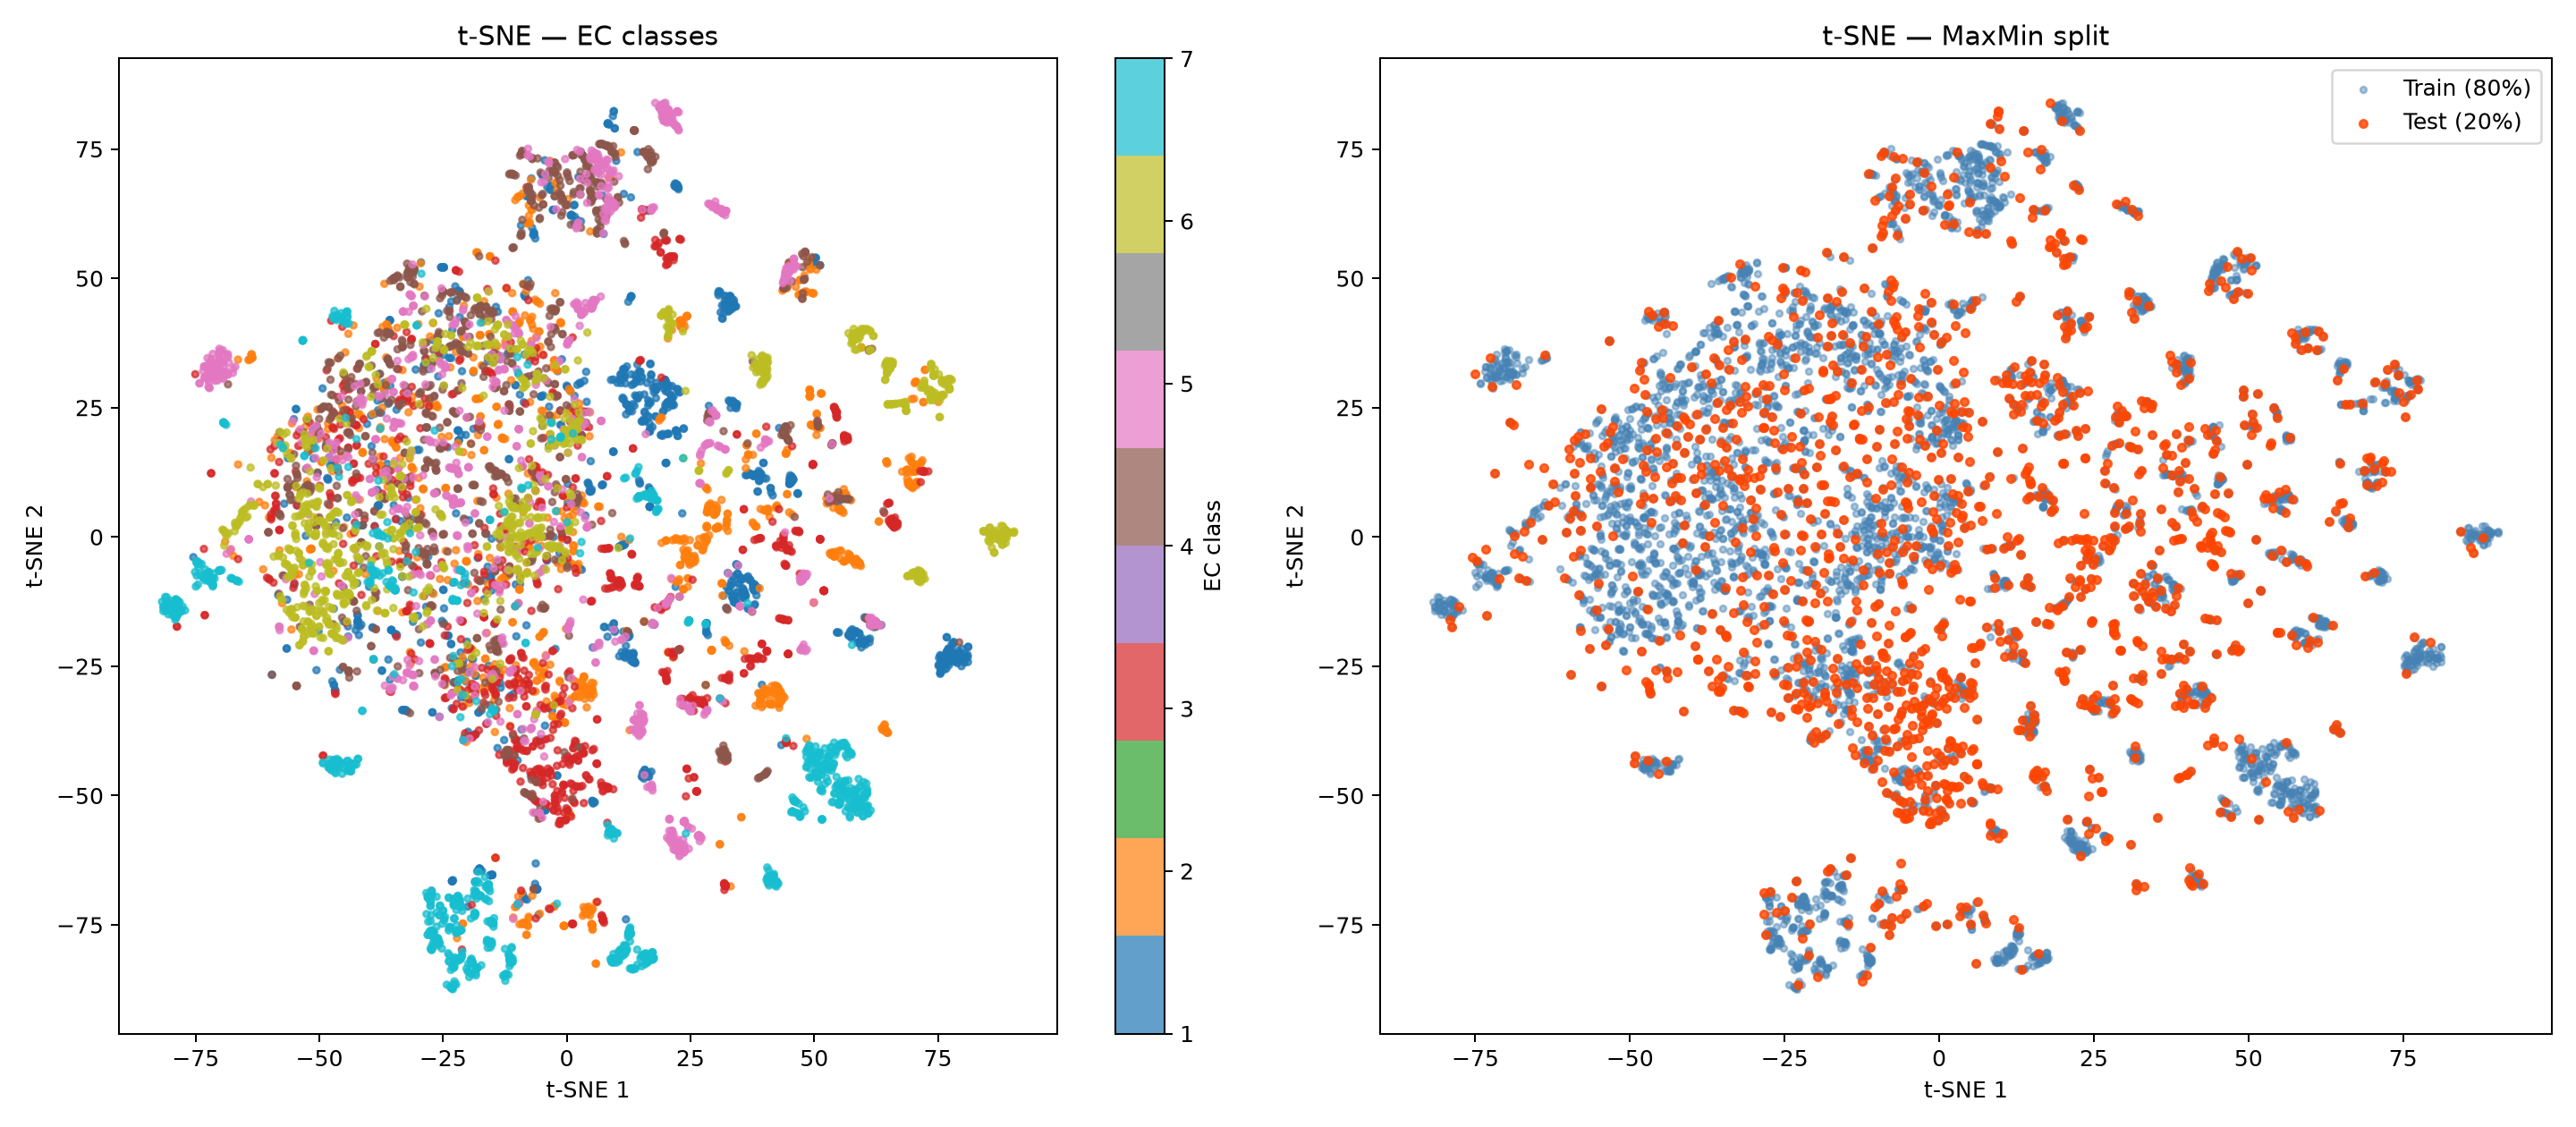 t-SNE — EC classes
75
50
25
0
−25
−50
−75
t-SNE 2
−75 −50 −25 0 25 50 75
t-SNE 1
7
6
5
4
3
2
1
EC class
t-SNE — MaxMin split
Train (80%)
Test (20%)
75
50
25
0
−25
−50
−75
t-SNE 2
−75 −50 −25 0 25 50 75
t-SNE 1